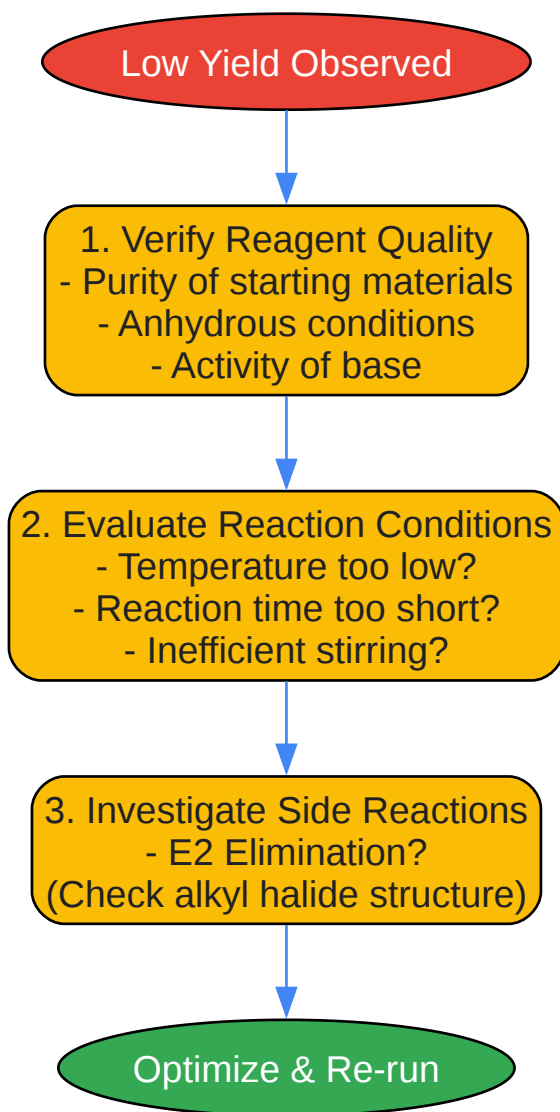 Low Yield Observed
1. Verify Reagent Quality
- Purity of starting materials
- Anhydrous conditions
- Activity of base
2. Evaluate Reaction Conditions
- Temperature too low?
- Reaction time too short?
- Inefficient stirring?
3. Investigate Side Reactions
- E2 Elimination?
(Check alkyl halide structure)
Optimize & Re-run